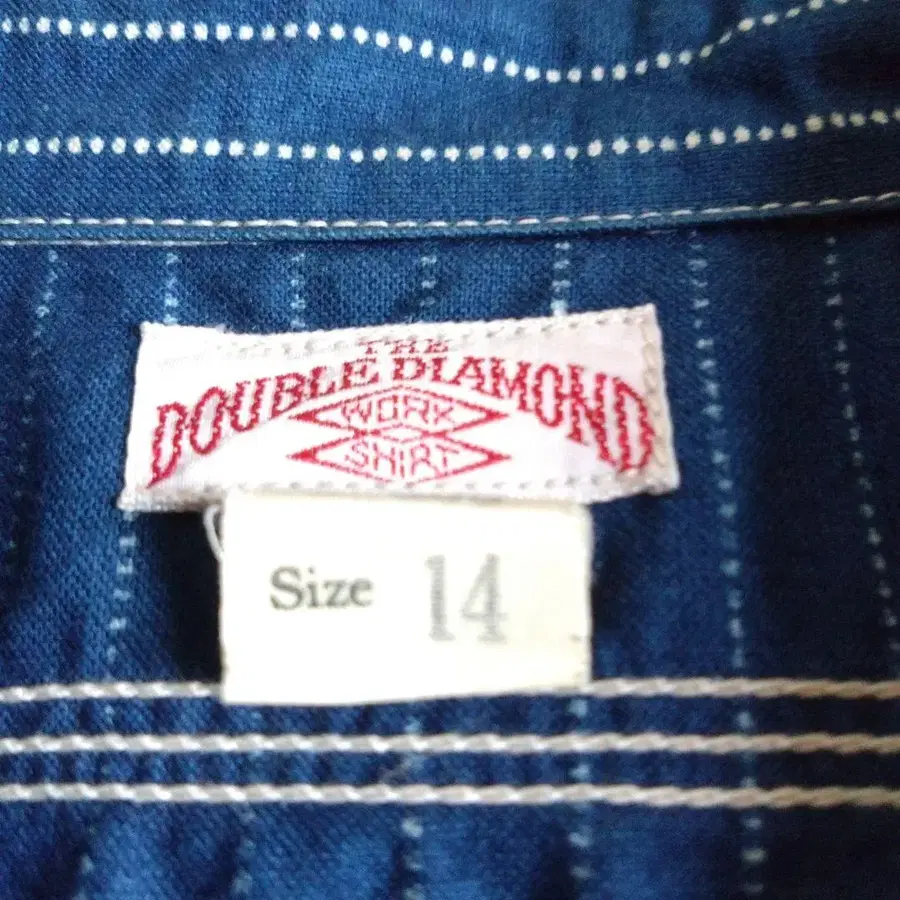 THE
DOUBLE DIAMOND
WORK
SHIRT
Size 14